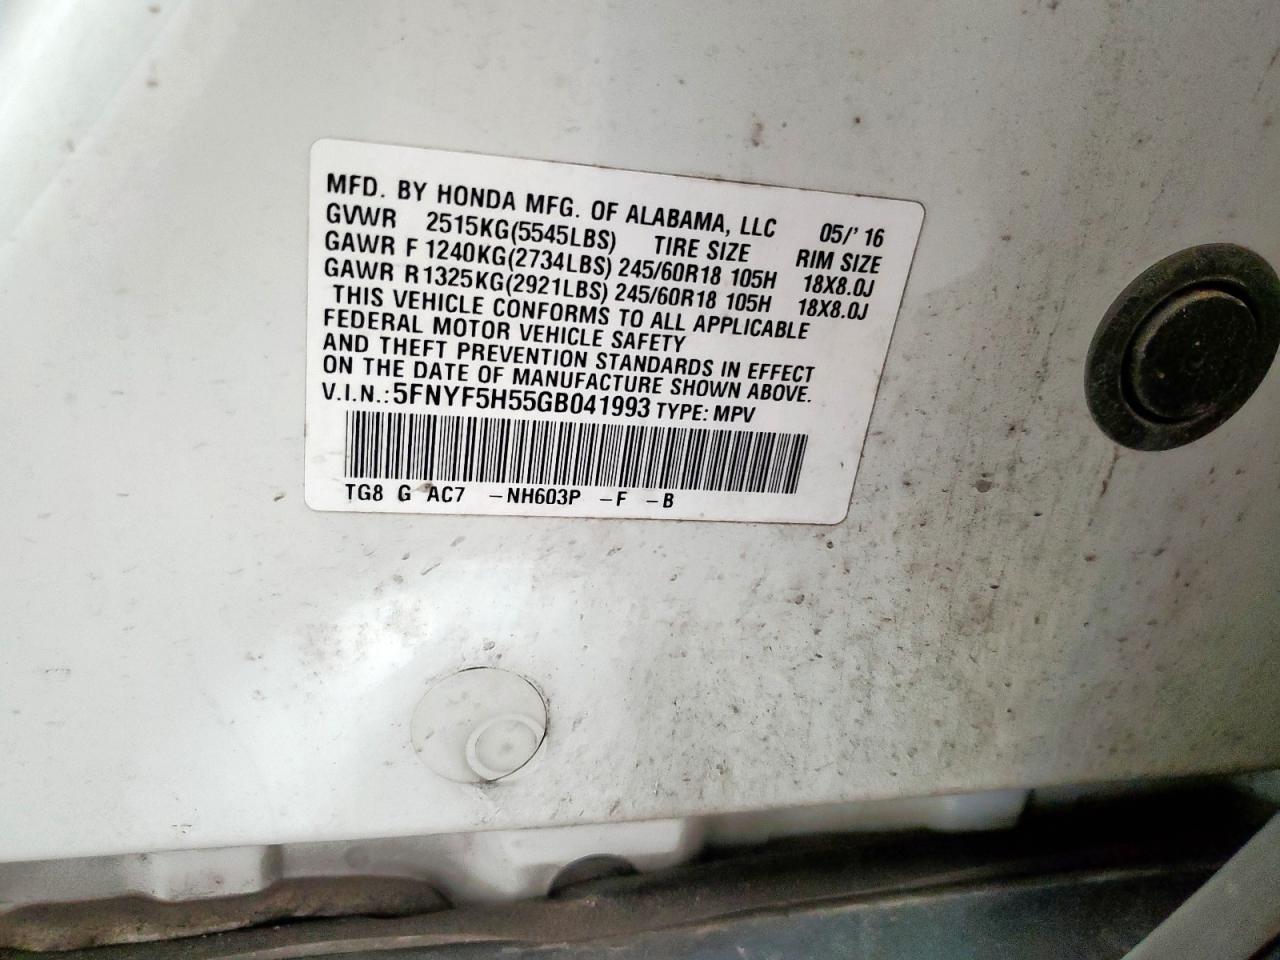 MFD. BY HONDA MFG. OF ALABAMA, LLC 05/' 16
GVWR 2515KG(5545LBS) TIRE SIZE RIM SIZE
GAWR F 1240KG(2734LBS) 245/60R18 105H 18X8.0J
GAWR R 1325KG(2921LBS) 245/60R18 105H 18X8.0J
THIS VEHICLE CONFORMS TO ALL APPLICABLE
FEDERAL MOTOR VEHICLE SAFETY
AND THEFT PREVENTION STANDARDS IN EFFECT
ON THE DATE OF MANUFACTURE SHOWN ABOVE.
V.I.N.: 5FNYF5H55GB041993 TYPE: MPV
TG8 G AC7 -NH603P -F -B